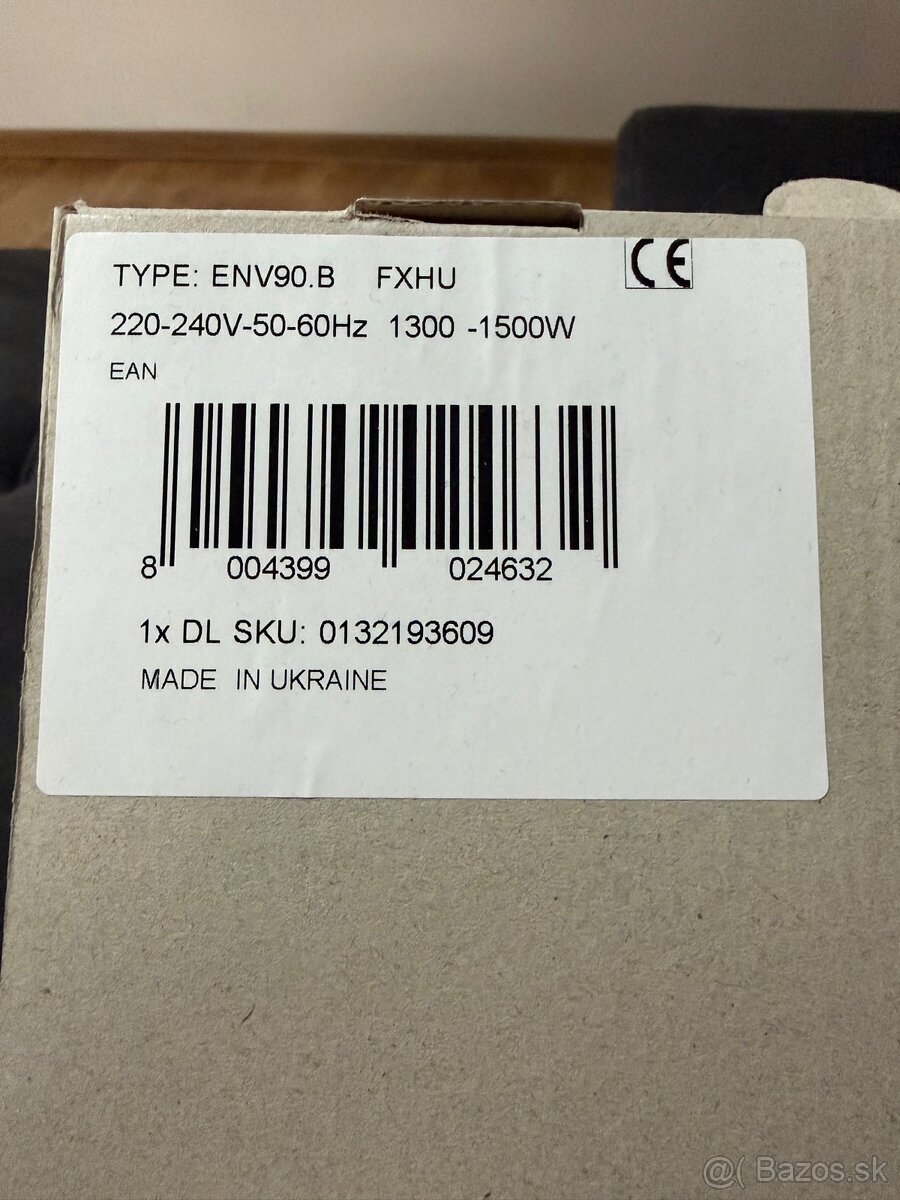 TYPE: ENV90.B FXHU CE
220-240V-50-60Hz 1300 -1500W
EAN
8 004399 024632
1x DL SKU: 0132193609
MADE IN UKRAINE
@( Bazos.sk